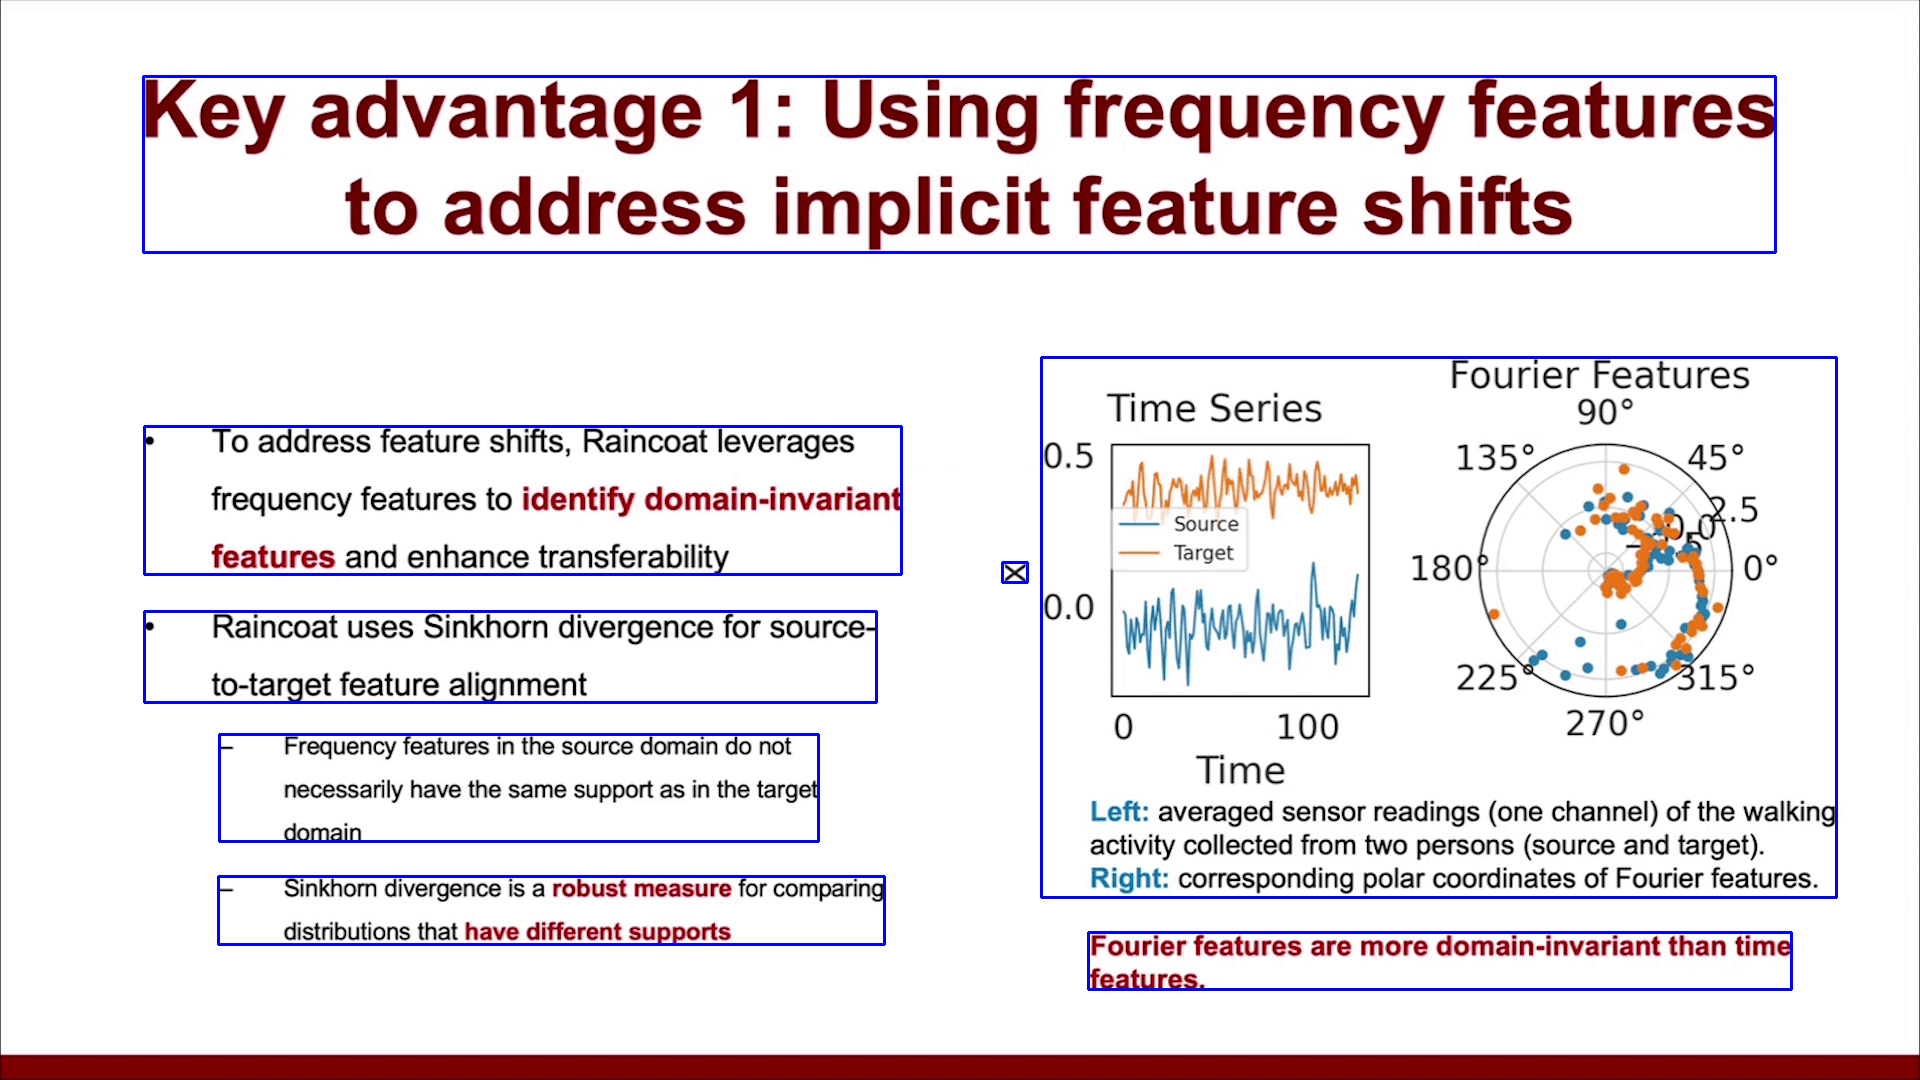 Key advantage 1: Using frequency features
to address implicit feature shifts
• To address feature shifts, Raincoat leverages
frequency features to identify domain-invariant
features and enhance transferability
• Raincoat uses Sinkhorn divergence for source-
to-target feature alignment
– Frequency features in the source domain do not
necessarily have the same support as in the target
domain
– Sinkhorn divergence is a robust measure for comparing
distributions that have different supports
Time Series
0.5
0.0
Source
Target
0 100
Time
Fourier Features
90°
135° 45°
2.5
0.0
180° 0°
225° 315°
270°
Left: averaged sensor readings (one channel) of the walking
activity collected from two persons (source and target).
Right: corresponding polar coordinates of Fourier features.
Fourier features are more domain-invariant than time
features.